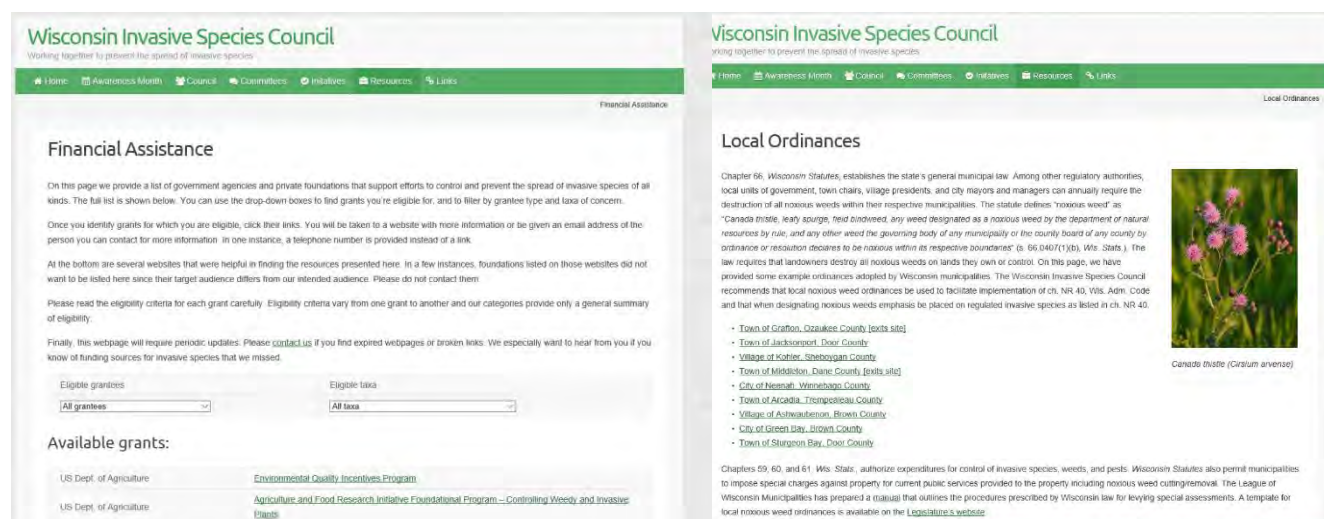 Wisconsin Invasive Species Council
Working together to prevent the spread of invasive species
Home Awareness Month Council Committees Initiatives Resources Links
Financial Assistance
Financial Assistance
On this page we provide a list of government agencies and private foundations that support efforts to control and prevent the spread of invasive species of all
kinds. The full list is shown below. You can use the drop-down boxes to find grants you're eligible for, and to filter by grantee type and taxa of concern.
Once you identify grants for which you are eligible, click their links. You will be taken to a website with more information or be given an email address of the
person you can contact for more information. In one instance, a telephone number is provided instead of a link.
At the bottom are several websites that were helpful in finding the resources presented here. In a few instances, foundations listed on those websites did not
want to be listed here since their target audience differs from our intended audience. Please do not contact them.
Please read the eligibility criteria for each grant carefully. Eligibility criteria vary from one grant to another and our categories provide only a general summary
of eligibility.
Finally, this webpage will require periodic updates. Please contact us if you find expired webpages or broken links. We especially want to hear from you if you
know of funding sources for invasive species that we missed.
Eligible grantees Eligible taxa
All grantees All taxa
Available grants:
US Dept. of Agriculture Environmental Quality Incentives Program
US Dept. of Agriculture Agriculture and Food Research Initiative Foundational Program – Controlling Weedy and Invasive
Plants
Wisconsin Invasive Species Council
orking together to prevent the spread of invasive species
Home Awareness Month Council Committees Initiatives Resources Links
Local Ordinances
Local Ordinances
Chapter 66, Wisconsin Statutes, establishes the state's general municipal law. Among other regulatory authorities,
local units of government, town chairs, village presidents, and city mayors and managers can annually require the
destruction of all noxious weeds within their respective municipalities. The statute defines "noxious weed" as
"Canada thistle, leafy spurge, field bindweed, any weed designated as a noxious weed by the department of natural
resources by rule, and any other weed the governing body of any municipality or the county board of any county by
ordinance or resolution declares to be noxious within its respective boundaries" (s. 66.0407(1)(b), Wis. Stats.). The
law requires that landowners destroy all noxious weeds on lands they own or control. On this page, we have
provided some example ordinances adopted by Wisconsin municipalities. The Wisconsin Invasive Species Council
recommends that local noxious weed ordinances be used to facilitate implementation of ch. NR 40, Wis. Adm. Code
and that when designating noxious weeds emphasis be placed on regulated invasive species as listed in ch. NR 40.
• Town of Grafton, Ozaukee County [exits site]
• Town of Jacksonport, Door County
• Village of Kohler, Sheboygan County
• Town of Middleton, Dane County [exits site]
• City of Neenah, Winnebago County
• Town of Arcadia, Trempealeau County
• Village of Ashwaubenon, Brown County
• City of Green Bay, Brown County
• Town of Sturgeon Bay, Door County
Canada thistle (Cirsium arvense)
Chapters 59, 60, and 61, Wis. Stats., authorize expenditures for control of invasive species, weeds, and pests. Wisconsin Statutes also permit municipalities
to impose special charges against property for current public services provided to the property including noxious weed cutting/removal. The League of
Wisconsin Municipalities has prepared a manual that outlines the procedures prescribed by Wisconsin law for levying special assessments. A template for
local noxious weed ordinances is available on the Legislature's website.